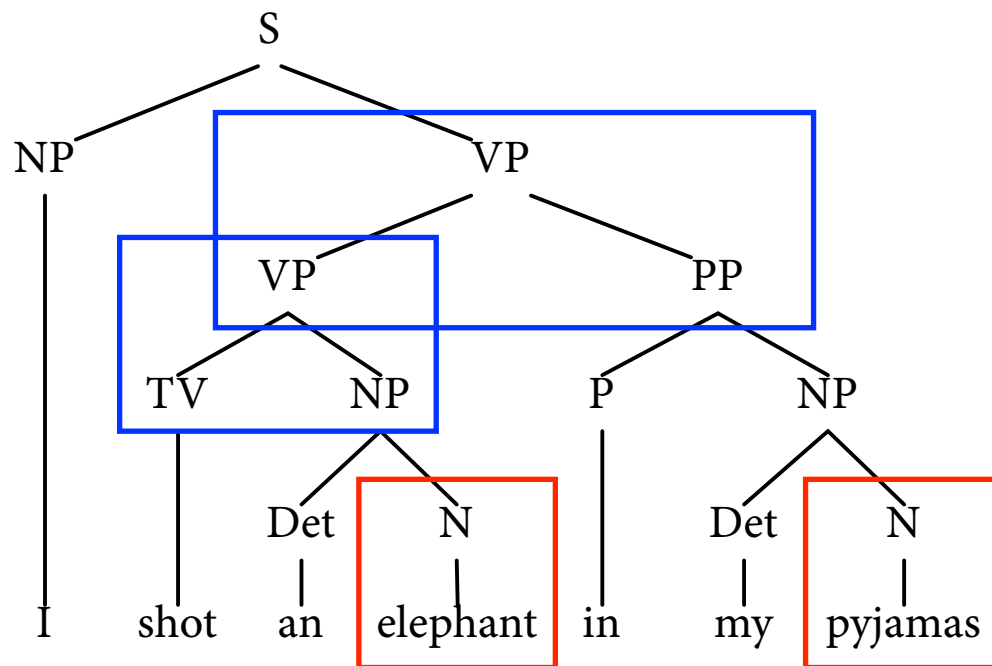 S
NP VP
VP PP
TV NP P NP
Det N Det N
I shot an elephant in my pyjamas